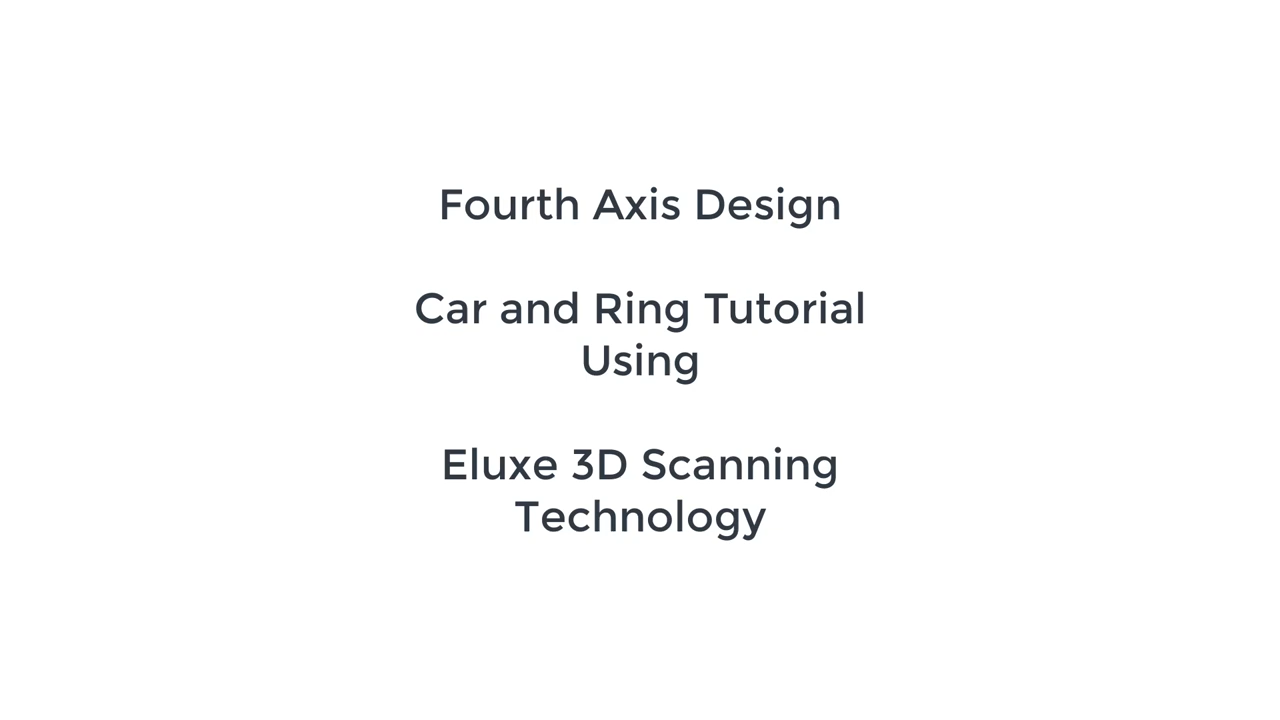 Fourth Axis Design
Car and Ring Tutorial
Using
Eluxe 3D Scanning
Technology